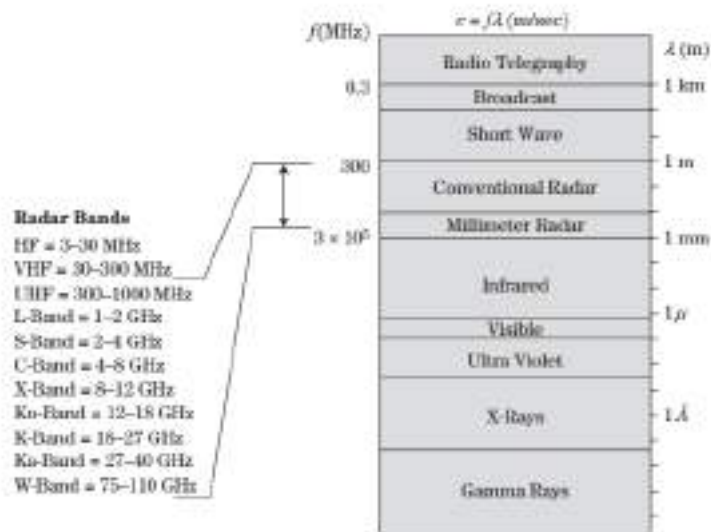 c = fλ (m/sec)
f(MHz)
λ (m)
Radio Telegraphy
0.3
1 km
Broadcast
Short Wave
300
1 m
Conventional Radar
Millimeter Radar
3 × 10⁵
1 mm
Infrared
1μ
Visible
Ultra Violet
X-Rays
1Å
Gamma Rays
Radar Bands
HF = 3–30 MHz
VHF = 30–300 MHz
UHF = 300–1000 MHz
L-Band = 1–2 GHz
S-Band = 2–4 GHz
C-Band = 4–8 GHz
X-Band = 8–12 GHz
Ku-Band = 12–18 GHz
K-Band = 18–27 GHz
Ka-Band = 27–40 GHz
W-Band = 75–110 GHz